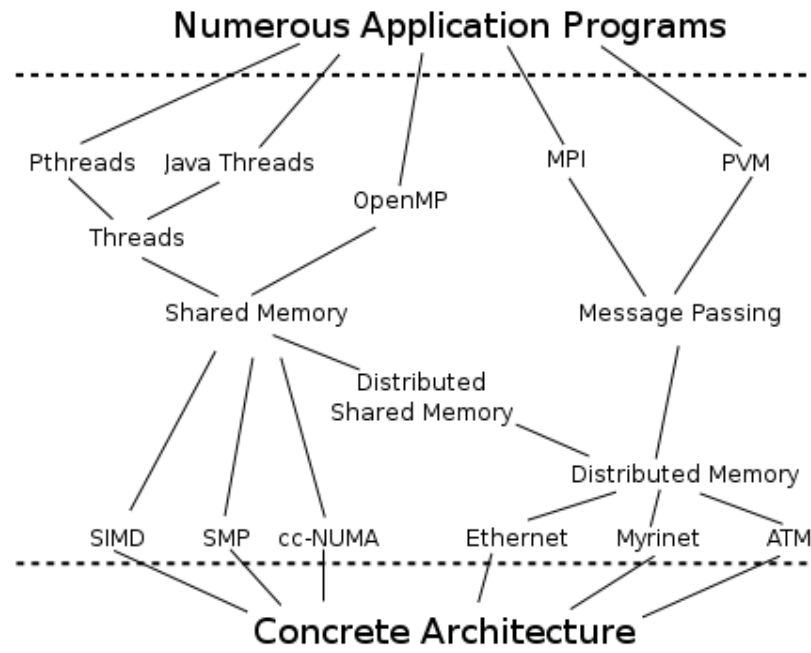 Numerous Application Programs
Pthreads
Java Threads
MPI
PVM
OpenMP
Threads
Shared Memory
Message Passing
Distributed
Shared Memory
Distributed Memory
SIMD
SMP
cc-NUMA
Ethernet
Myrinet
ATM
Concrete Architecture